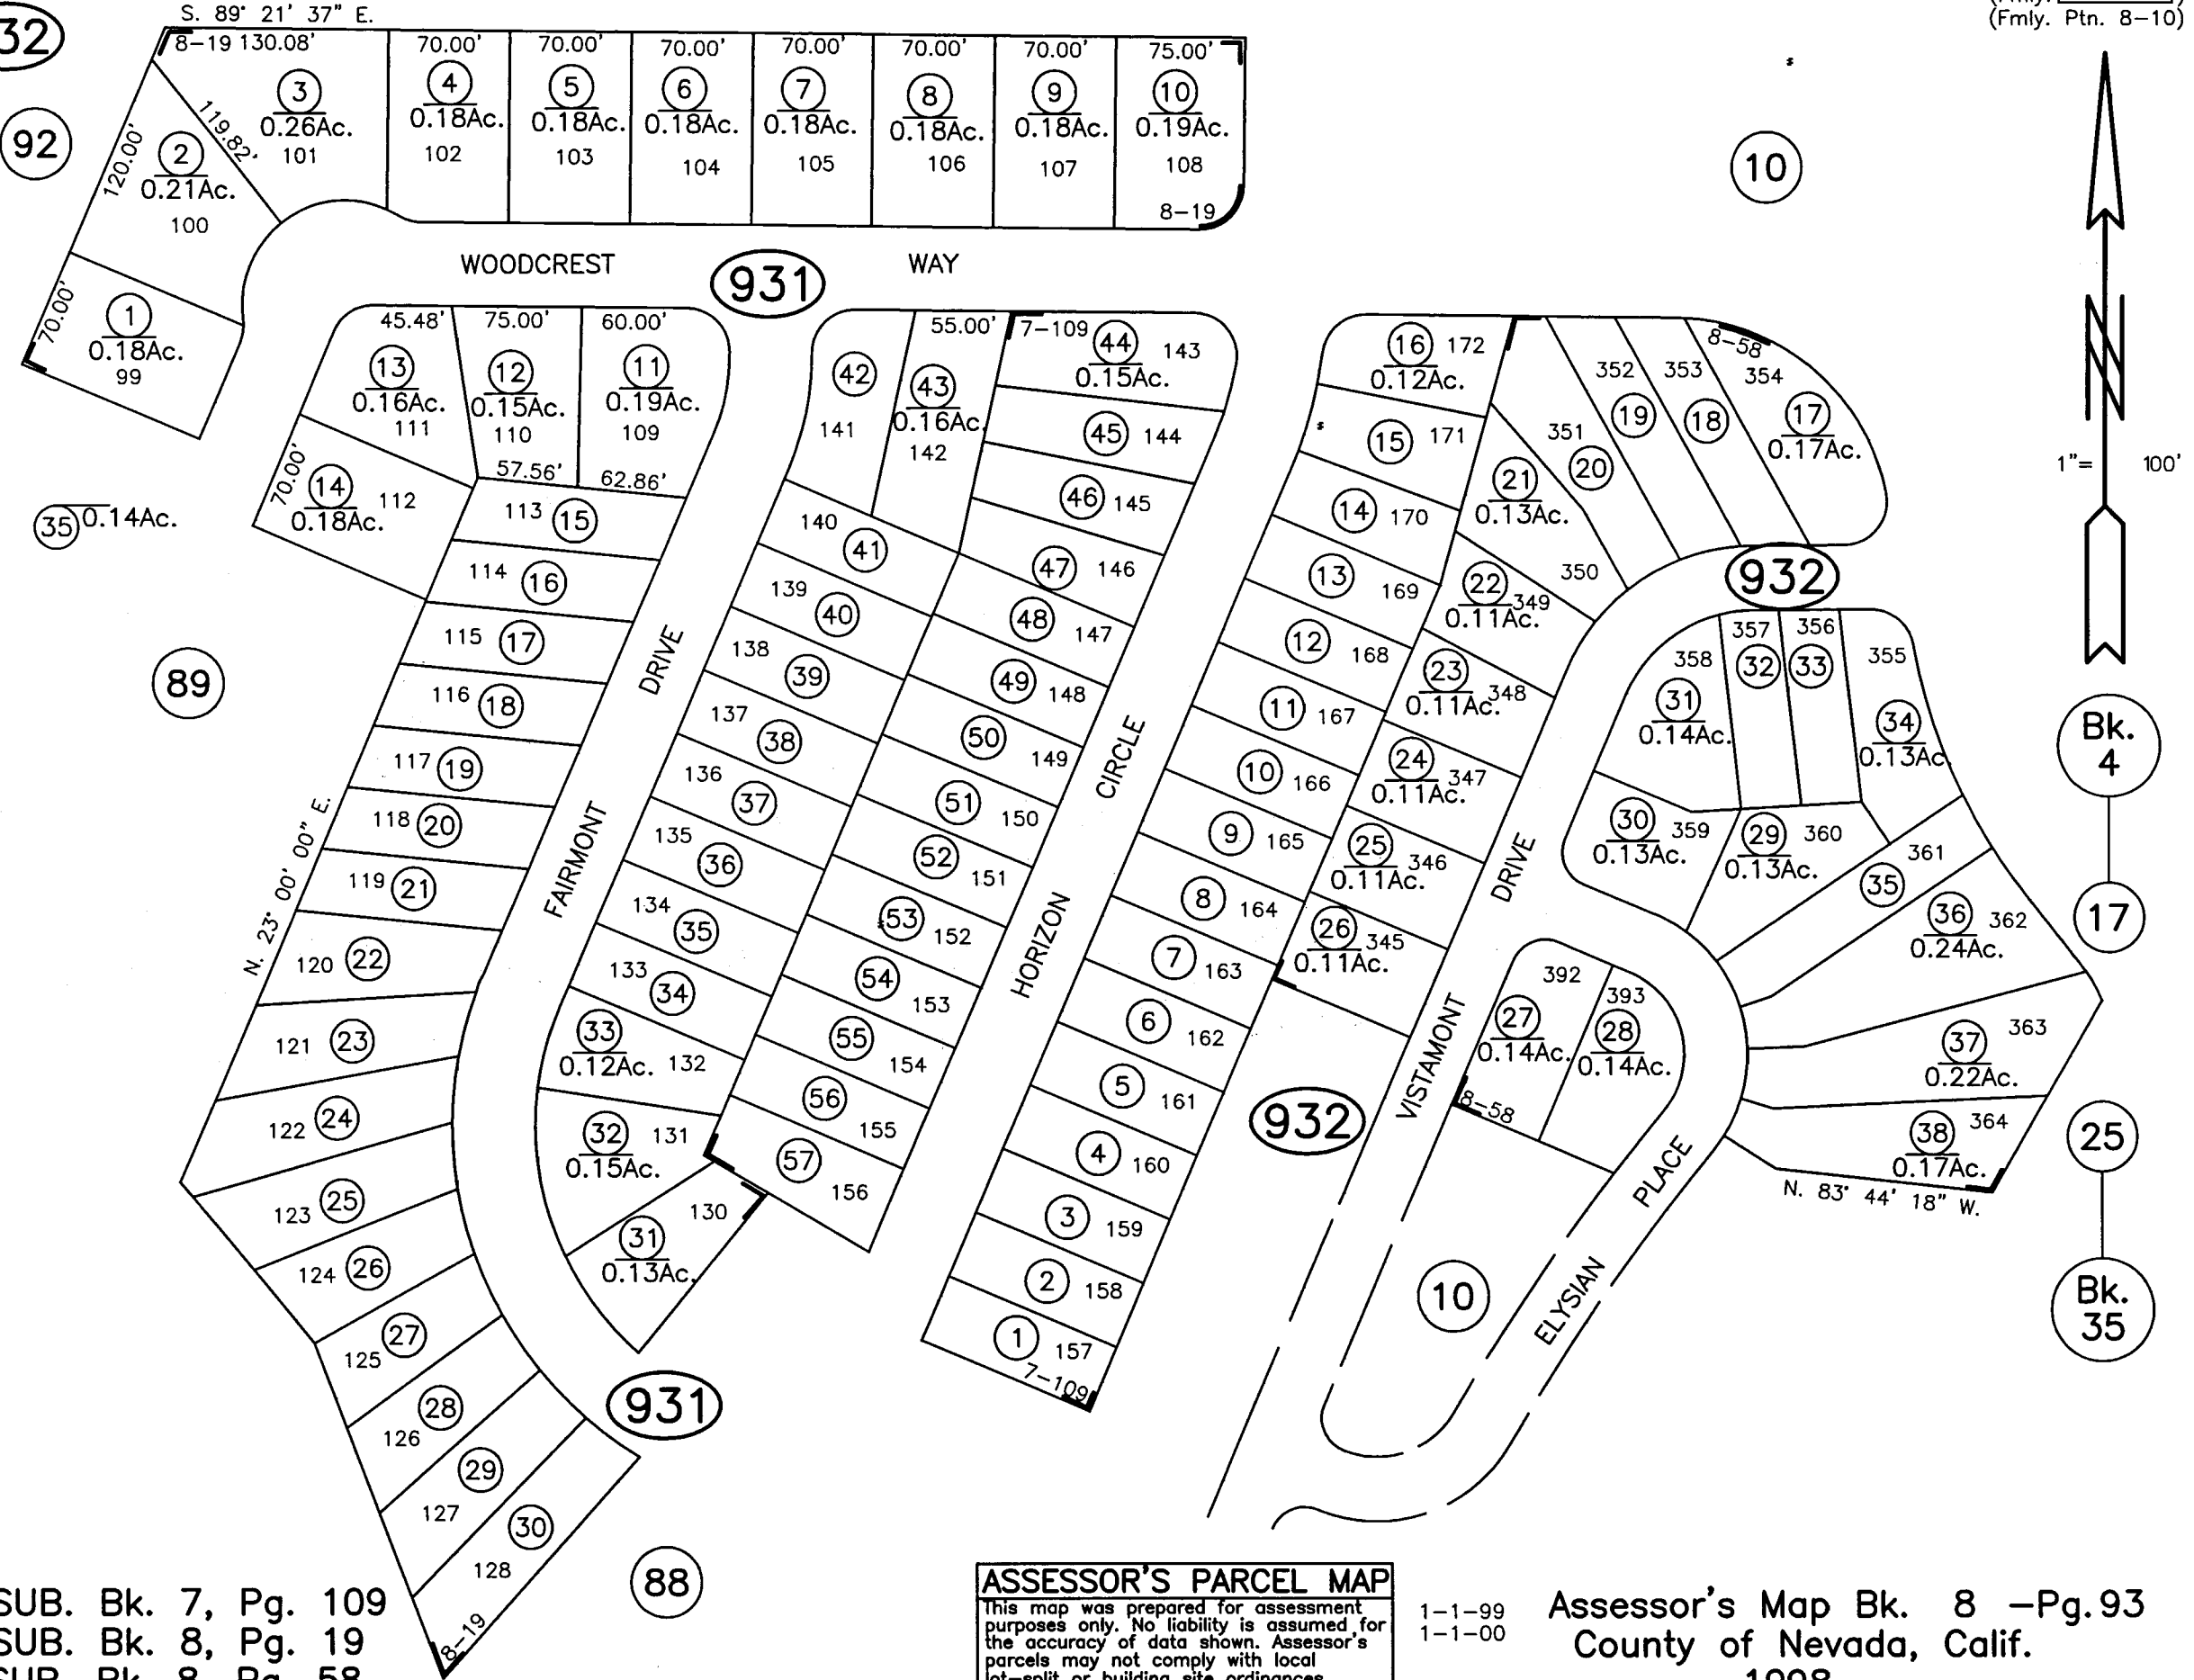 S. 89° 21' 37" E.
(Fmly. Ptn. 8-10)
32
92
8-19 130.08'
70.00'
70.00'
70.00'
70.00'
70.00'
70.00'
75.00'
3
0.26Ac.
101
4
0.18Ac.
102
5
0.18Ac.
103
6
0.18Ac.
104
7
0.18Ac.
105
8
0.18Ac.
106
9
0.18Ac.
107
10
0.19Ac.
108
8-19
119.82'
120.00'
2
0.21Ac.
100
70.00'
1
0.18Ac.
99
10
WOODCREST WAY
931
45.48'
13
0.16Ac.
111
75.00'
12
0.15Ac.
110
57.56'
60.00'
11
0.19Ac.
109
62.86'
70.00'
14
0.18Ac.
112
35 0.14Ac.
89
N. 23° 00' 00" E.
113 15
114 16
115 17
116 18
117 19
118 20
119 21
120 22
121 23
122 24
123 25
124 26
125 27
28
126
29
127
30
128
8-19
FAIRMONT DRIVE
42
141
55.00'
43
0.16Ac.
142
140 41
139 40
138 39
137 38
136 37
135 36
134 35
133 34
33
0.12Ac. 132
32 131
0.15Ac.
130
31
0.13Ac.
931
88
7-109
44 143
0.15Ac.
45 144
46 145
47 146
48 147
49 148
50 149
51 150
52 151
53 152
54 153
55 154
56 155
57 156
HORIZON CIRCLE
16 172
0.12Ac.
15 171
14 170
13 169
12 168
11 167
10 166
9 165
8 164
7 163
6 162
5 161
4 160
3 159
2 158
1 157
7-109
8-58
352
19
353
18
354
17
0.17Ac.
351
20
21
0.13Ac.
350
22 349
0.11Ac.
23 348
0.11Ac.
24 347
0.11Ac.
25 346
0.11Ac.
26 345
0.11Ac.
932
932
VISTAMONT DRIVE
358
31
0.14Ac.
357
32
356
33
355
34
0.13Ac.
30 359
0.13Ac.
29 360
0.13Ac.
361
35
36 362
0.24Ac.
37 363
0.22Ac.
38 364
0.17Ac.
N. 83° 44' 18" W.
392
27
0.14Ac.
393
28
0.14Ac.
8-58
10
ELYSIAN PLACE
1"= 100'
Bk.
4
17
25
Bk.
35
SUB. Bk. 7, Pg. 109
SUB. Bk. 8, Pg. 19
SUB. Bk. 8, Pg. 58
ASSESSOR'S PARCEL MAP
This map was prepared for assessment
purposes only. No liability is assumed for
the accuracy of data shown. Assessor's
parcels may not comply with local
lot-split or building site ordinances.
1-1-99
1-1-00
Assessor's Map Bk. 8 -Pg.93
County of Nevada, Calif.
1998